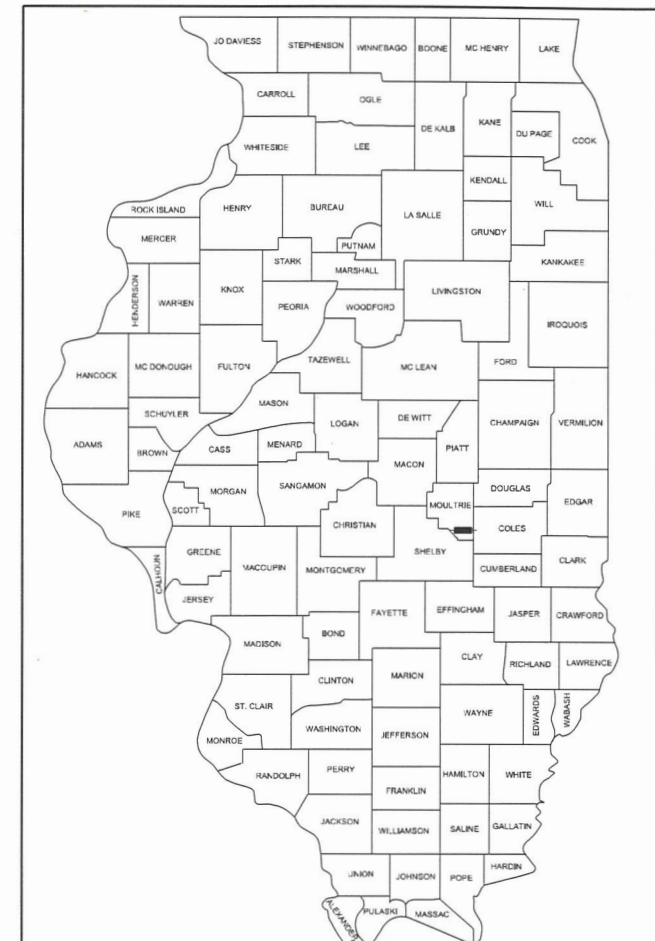 JO DAVIESS
STEPHENSON
WINNEBAGO
BOONE
MC HENRY
LAKE
CARROLL
OGLE
DE KALB
KANE
DU PAGE
COOK
WHITESIDE
LEE
KENDALL
WILL
ROCK ISLAND
HENRY
BUREAU
LA SALLE
GRUNDY
MERCER
PUTNAM
KANKAKEE
STARK
MARSHALL
HENDERSON
WARREN
KNOX
PEORIA
WOODFORD
LIVINGSTON
IROQUOIS
HANCOCK
MC DONOUGH
FULTON
TAZEWELL
MC LEAN
FORD
MASON
SCHUYLER
LOGAN
DE WITT
CHAMPAIGN
VERMILION
ADAMS
BROWN
CASS
MENARD
MACON
PIATT
MORGAN
SANGAMON
DOUGLAS
PIKE
SCOTT
CHRISTIAN
MOULTRIE
COLES
EDGAR
GREENE
MACOUPIN
MONTGOMERY
SHELBY
CUMBERLAND
CLARK
CALHOUN
JERSEY
FAYETTE
EFFINGHAM
JASPER
CRAWFORD
MADISON
BOND
CLAY
RICHLAND
LAWRENCE
CLINTON
MARION
ST. CLAIR
WAYNE
EDWARDS
WABASH
MONROE
WASHINGTON
JEFFERSON
RANDOLPH
PERRY
HAMILTON
WHITE
FRANKLIN
JACKSON
WILLIAMSON
SALINE
GALLATIN
UNION
JOHNSON
POPE
HARDIN
ALEXANDER
PULASKI
MASSAC